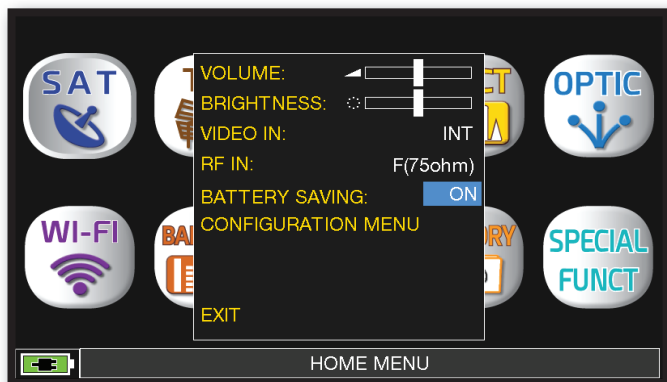 SAT
OPTIC
VOLUME:
BRIGHTNESS:
VIDEO IN: INT
RF IN: F(75ohm)
BATTERY SAVING: ON
CONFIGURATION MENU
EXIT
WI-FI
SPECIAL
FUNCT
HOME MENU